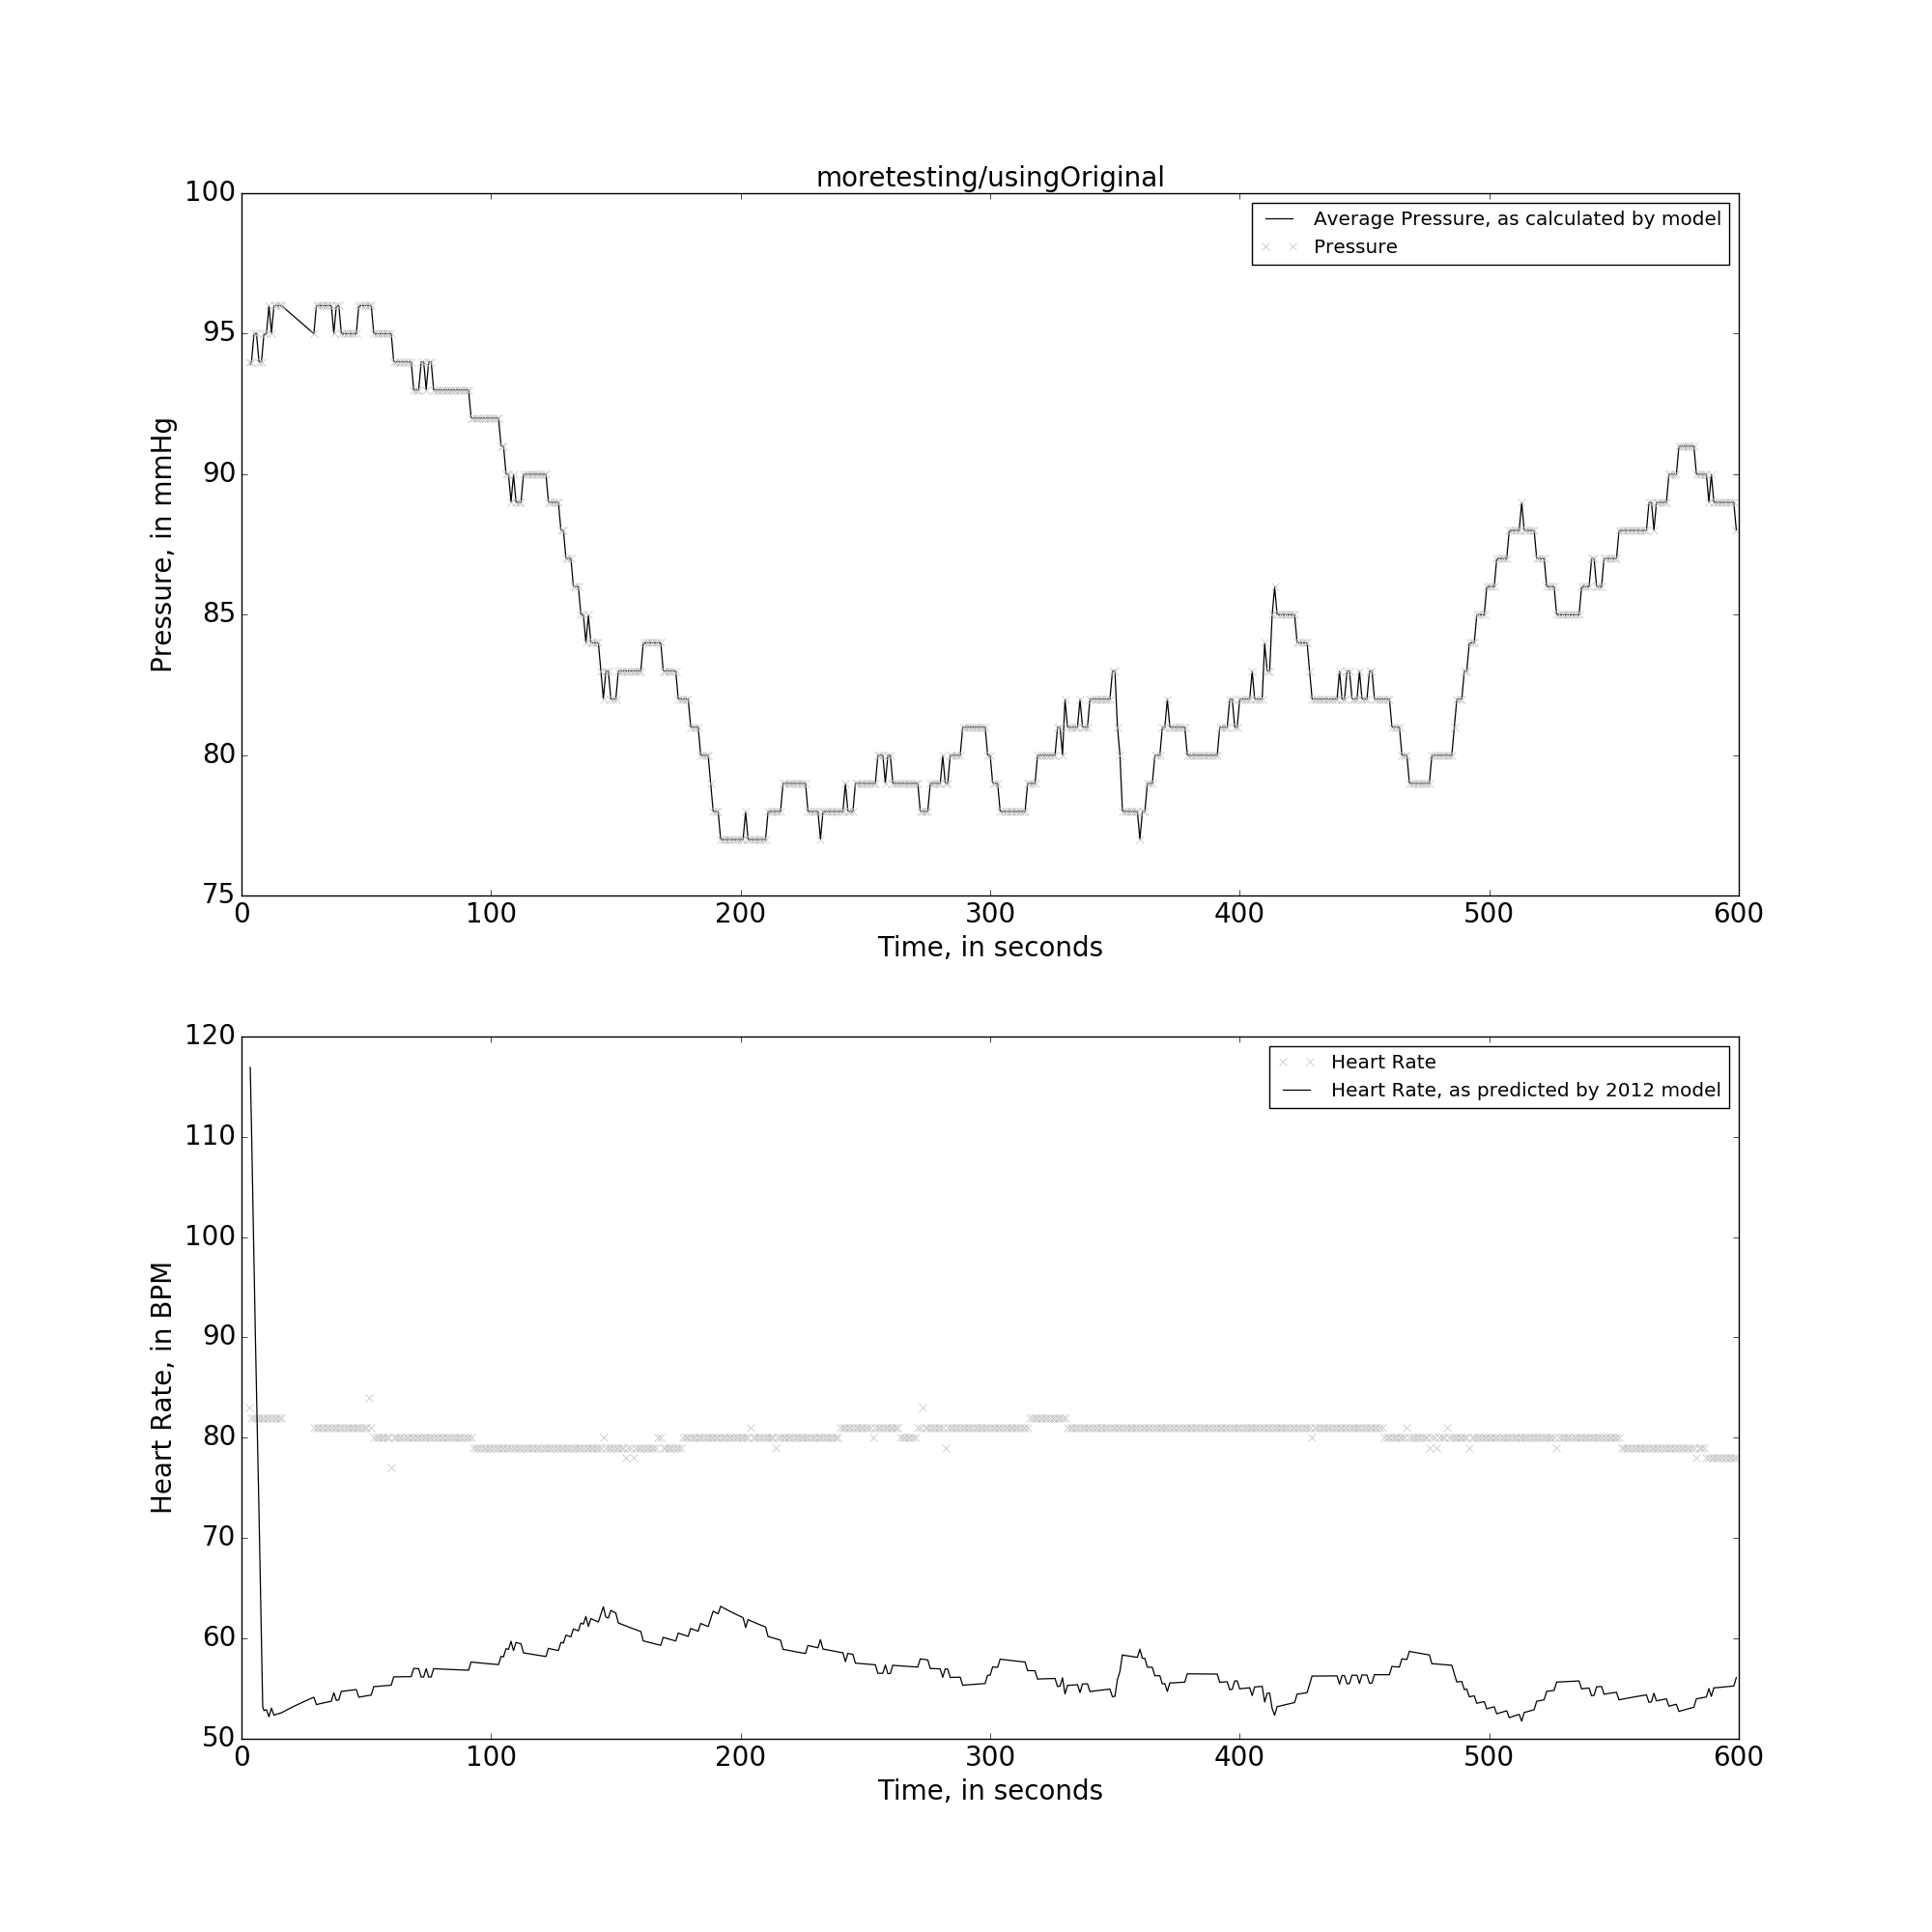 moretesting/usingOriginal
100
95
90
85
80
75
Pressure, in mmHg
Average Pressure, as calculated by model
Pressure
0 100 200 300 400 500 600
Time, in seconds
120
110
100
90
80
70
60
50
Heart Rate, in BPM
Heart Rate
Heart Rate, as predicted by 2012 model
0 100 200 300 400 500 600
Time, in seconds